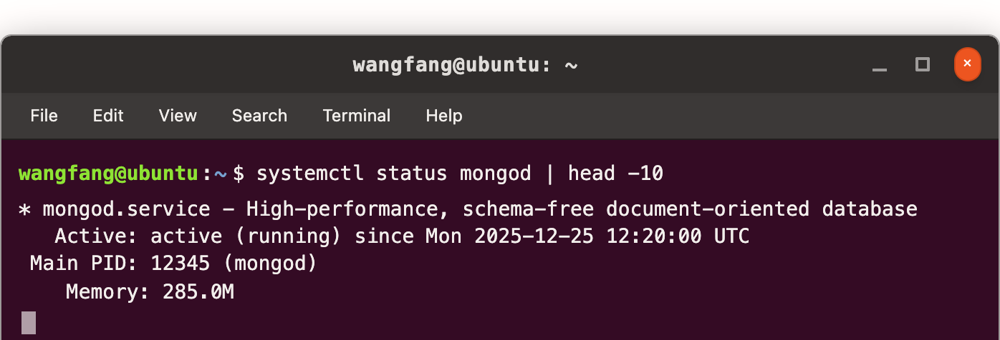 wangfang@ubuntu: ~
File Edit View Search Terminal Help
wangfang@ubuntu:~$ systemctl status mongod | head -10
* mongod.service - High-performance, schema-free document-oriented database
   Active: active (running) since Mon 2025-12-25 12:20:00 UTC
 Main PID: 12345 (mongod)
    Memory: 285.0M